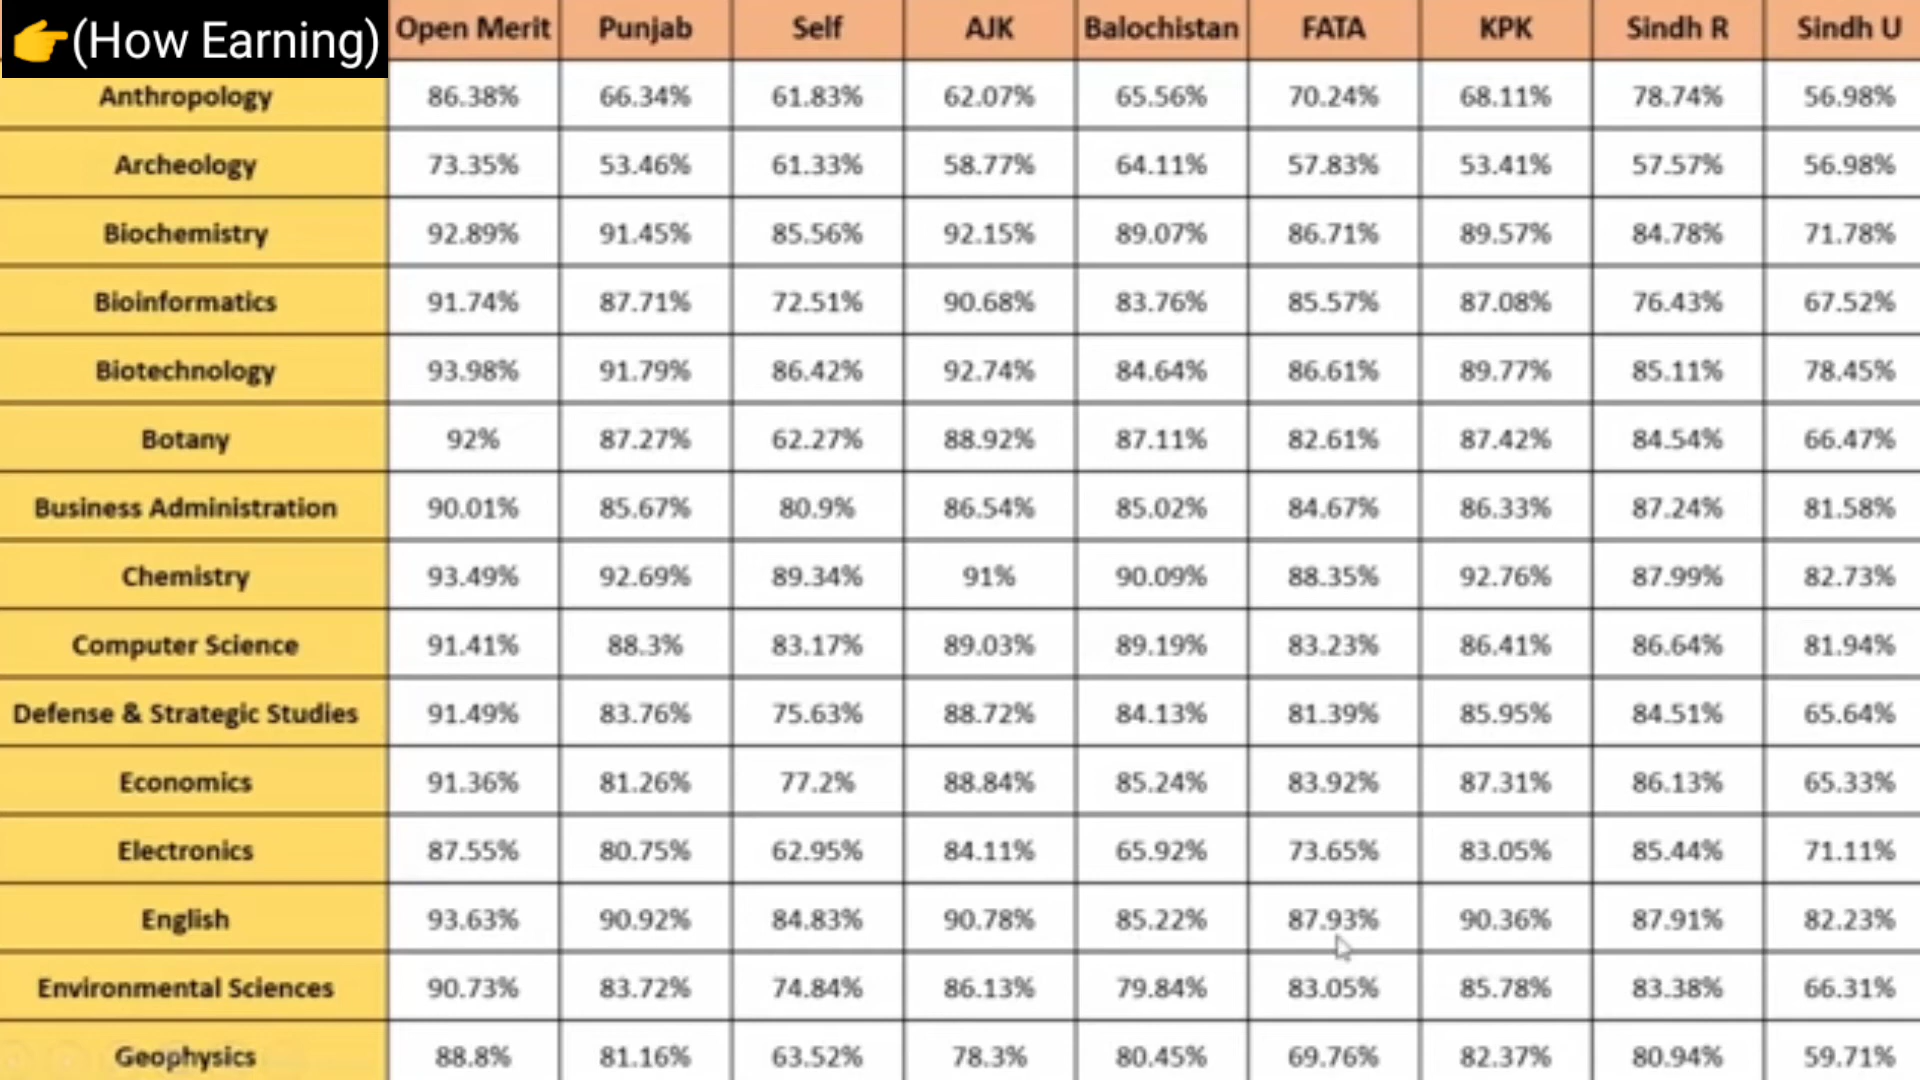 👉(How Earning) Open Merit Punjab Self AJK Balochistan FATA KPK Sindh R Sindh U
Anthropology 86.38% 66.34% 61.83% 62.07% 65.56% 70.24% 68.11% 78.74% 56.98%
Archeology 73.35% 53.46% 61.33% 58.77% 64.11% 57.83% 53.41% 57.57% 56.98%
Biochemistry 92.89% 91.45% 85.56% 92.15% 89.07% 86.71% 89.57% 84.78% 71.78%
Bioinformatics 91.74% 87.71% 72.51% 90.68% 83.76% 85.57% 87.08% 76.43% 67.52%
Biotechnology 93.98% 91.79% 86.42% 92.74% 84.64% 86.61% 89.77% 85.11% 78.45%
Botany 92% 87.27% 62.27% 88.92% 87.11% 82.61% 87.42% 84.54% 66.47%
Business Administration 90.01% 85.67% 80.9% 86.54% 85.02% 84.67% 86.33% 87.24% 81.58%
Chemistry 93.49% 92.69% 89.34% 91% 90.09% 88.35% 92.76% 87.99% 82.73%
Computer Science 91.41% 88.3% 83.17% 89.03% 89.19% 83.23% 86.41% 86.64% 81.94%
Defense & Strategic Studies 91.49% 83.76% 75.63% 88.72% 84.13% 81.39% 85.95% 84.51% 65.64%
Economics 91.36% 81.26% 77.2% 88.84% 85.24% 83.92% 87.31% 86.13% 65.33%
Electronics 87.55% 80.75% 62.95% 84.11% 65.92% 73.65% 83.05% 85.44% 71.11%
English 93.63% 90.92% 84.83% 90.78% 85.22% 87.93% 90.36% 87.91% 82.23%
Environmental Sciences 90.73% 83.72% 74.84% 86.13% 79.84% 83.05% 85.78% 83.38% 66.31%
Geophysics 88.8% 81.16% 63.52% 78.3% 80.45% 69.76% 82.37% 80.94% 59.71%